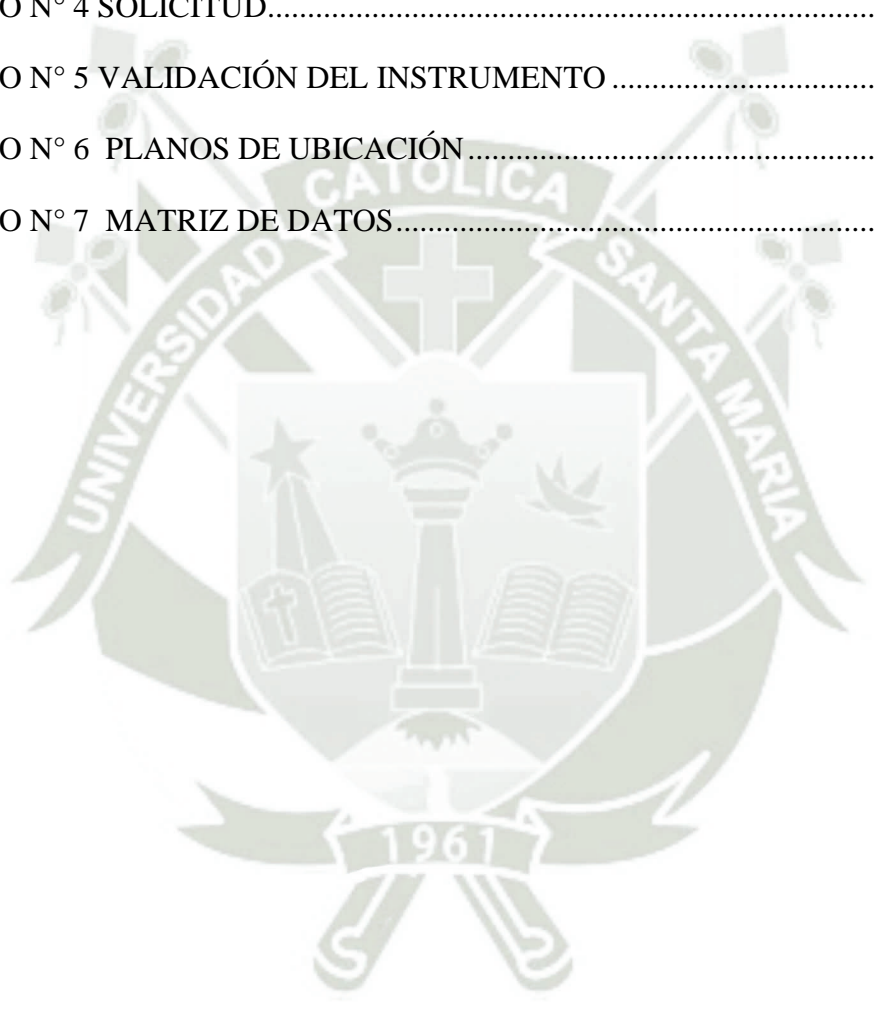 O N° 4 SOLICITUD....................................................................................
O N° 5 VALIDACIÓN DEL INSTRUMENTO .................................
O N° 6  PLANOS DE UBICACIÓN...................................................
O N° 7  MATRIZ DE DATOS............................................................
UNIVERSIDAD CATOLICA SANTA MARIA
1961